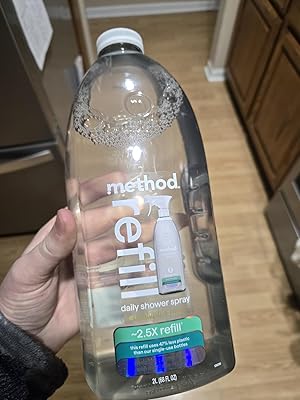 method.
refill
daily shower spray
~2.5X refill*
this refill uses 47% less plastic
than our single-use bottles
2L (68 FL OZ)